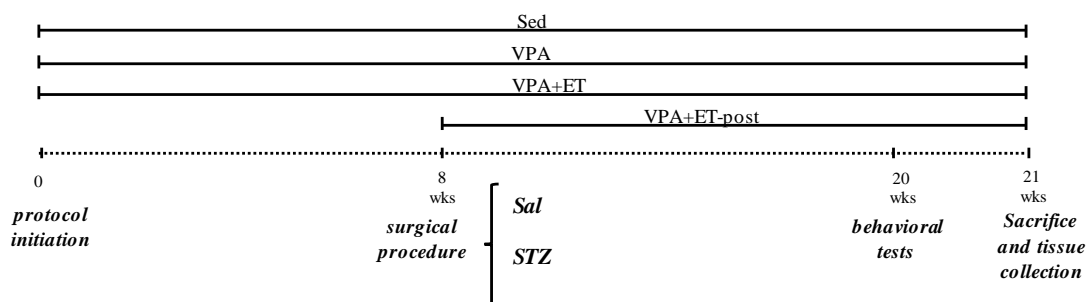 Sed
VPA
VPA+ET
VPA+ET-post
0
8
wks
20
wks
21
wks
protocol
initiation
surgical
procedure
Sal
STZ
behavioral
tests
Sacrifice
and tissue
collection